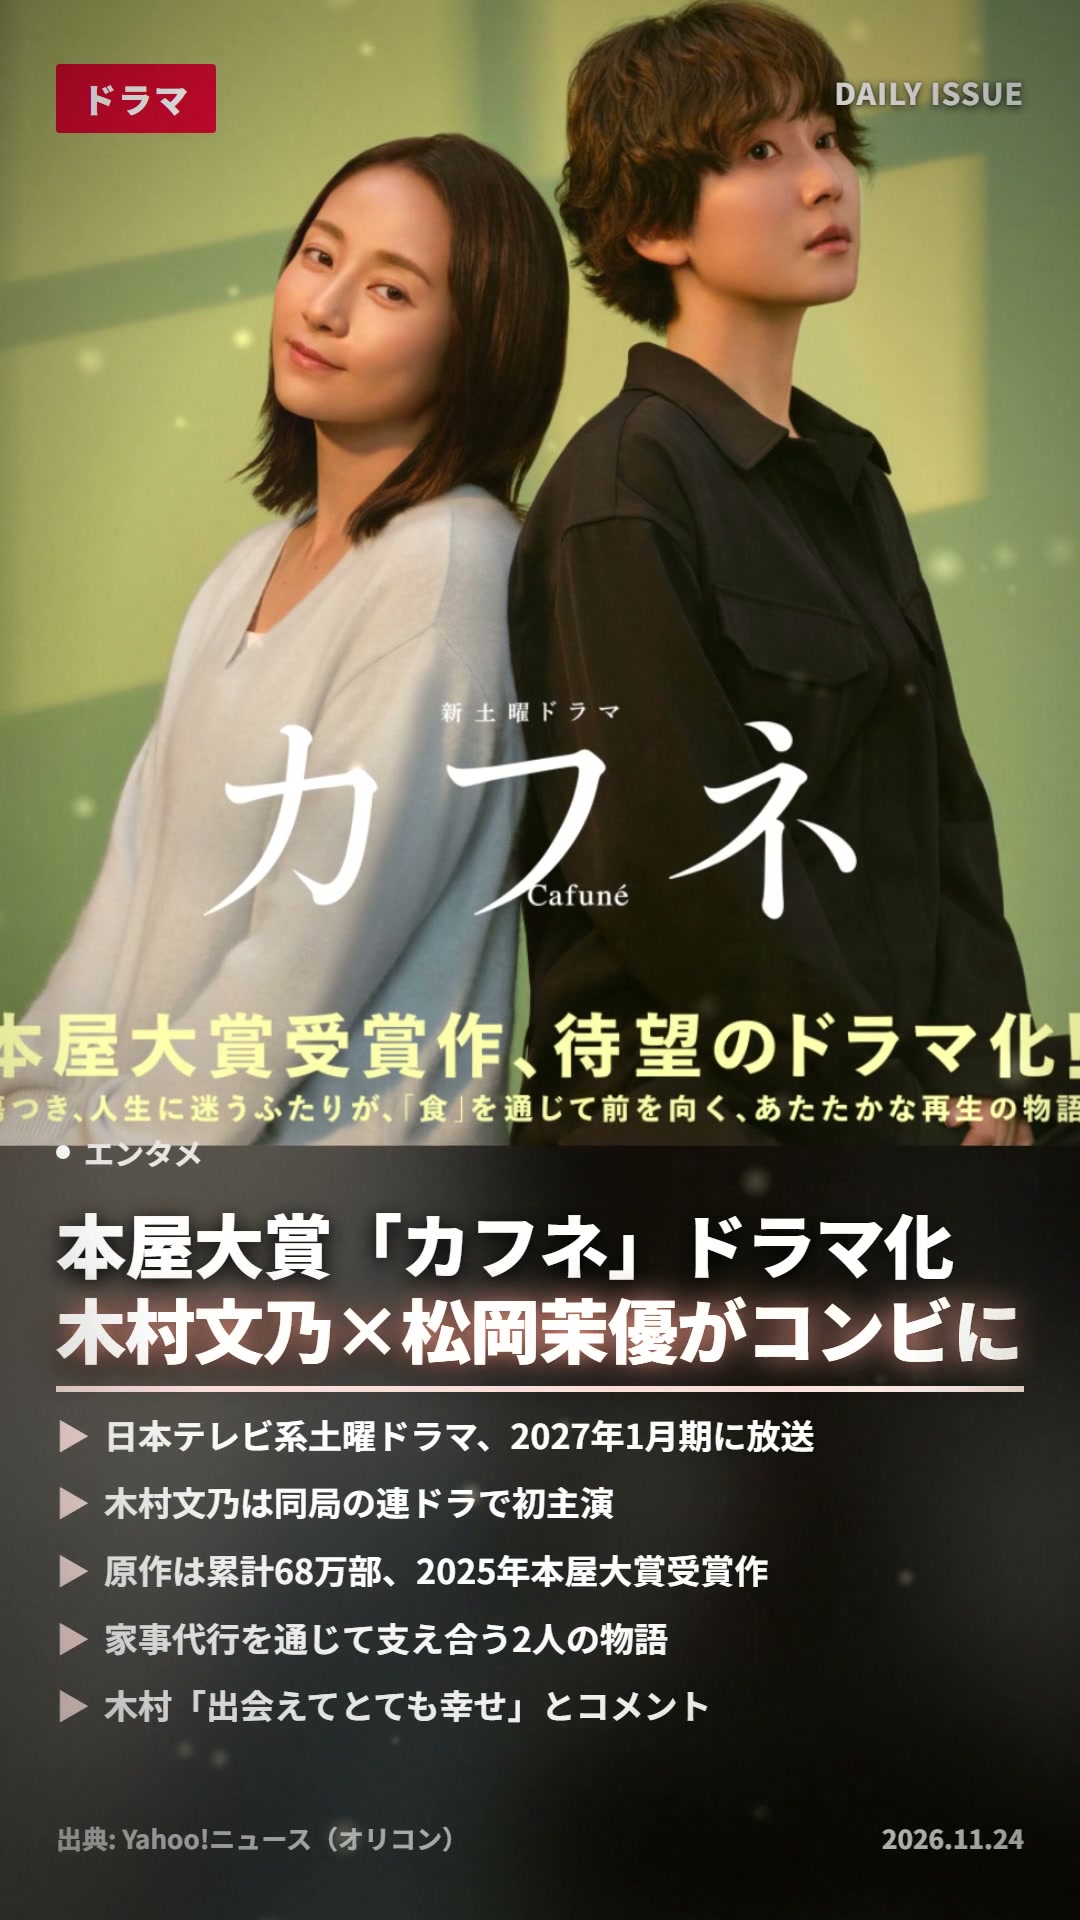 ドラマ
DAILY ISSUE
新土曜ドラマ
カフネ
Cafuné
本屋大賞受賞作、待望のドラマ化!
傷つき、人生に迷うふたりが、「食」を通じて前を向く、あたたかな再生の物語
• エンタメ
本屋大賞「カフネ」ドラマ化
木村文乃×松岡茉優がコンビに
▶ 日本テレビ系土曜ドラマ、2027年1月期に放送
▶ 木村文乃は同局の連ドラで初主演
▶ 原作は累計68万部、2025年本屋大賞受賞作
▶ 家事代行を通じて支え合う2人の物語
▶ 木村「出会えてとても幸せ」とコメント
出典: Yahoo!ニュース（オリコン）
2026.11.24